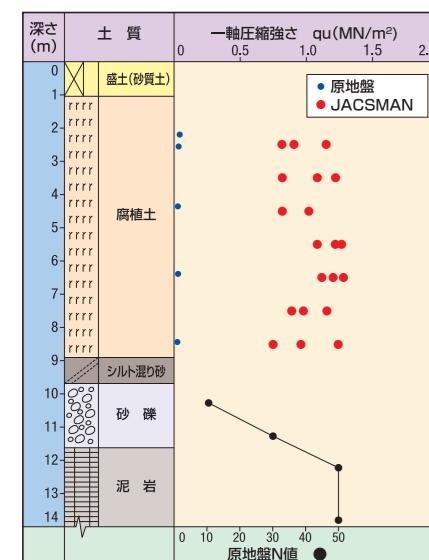 深さ
(m)
土 質
一軸圧縮強さ qu(MN/m²)
0 0.5 1.0 1.5 2.
0
1
2
3
4
5
6
7
8
9
10
11
12
13
14
盛土(砂質土)
腐植土
シルト混り砂
砂 礫
泥 岩
原地盤
JACSMAN
0 10 20 30 40 50
原地盤N値